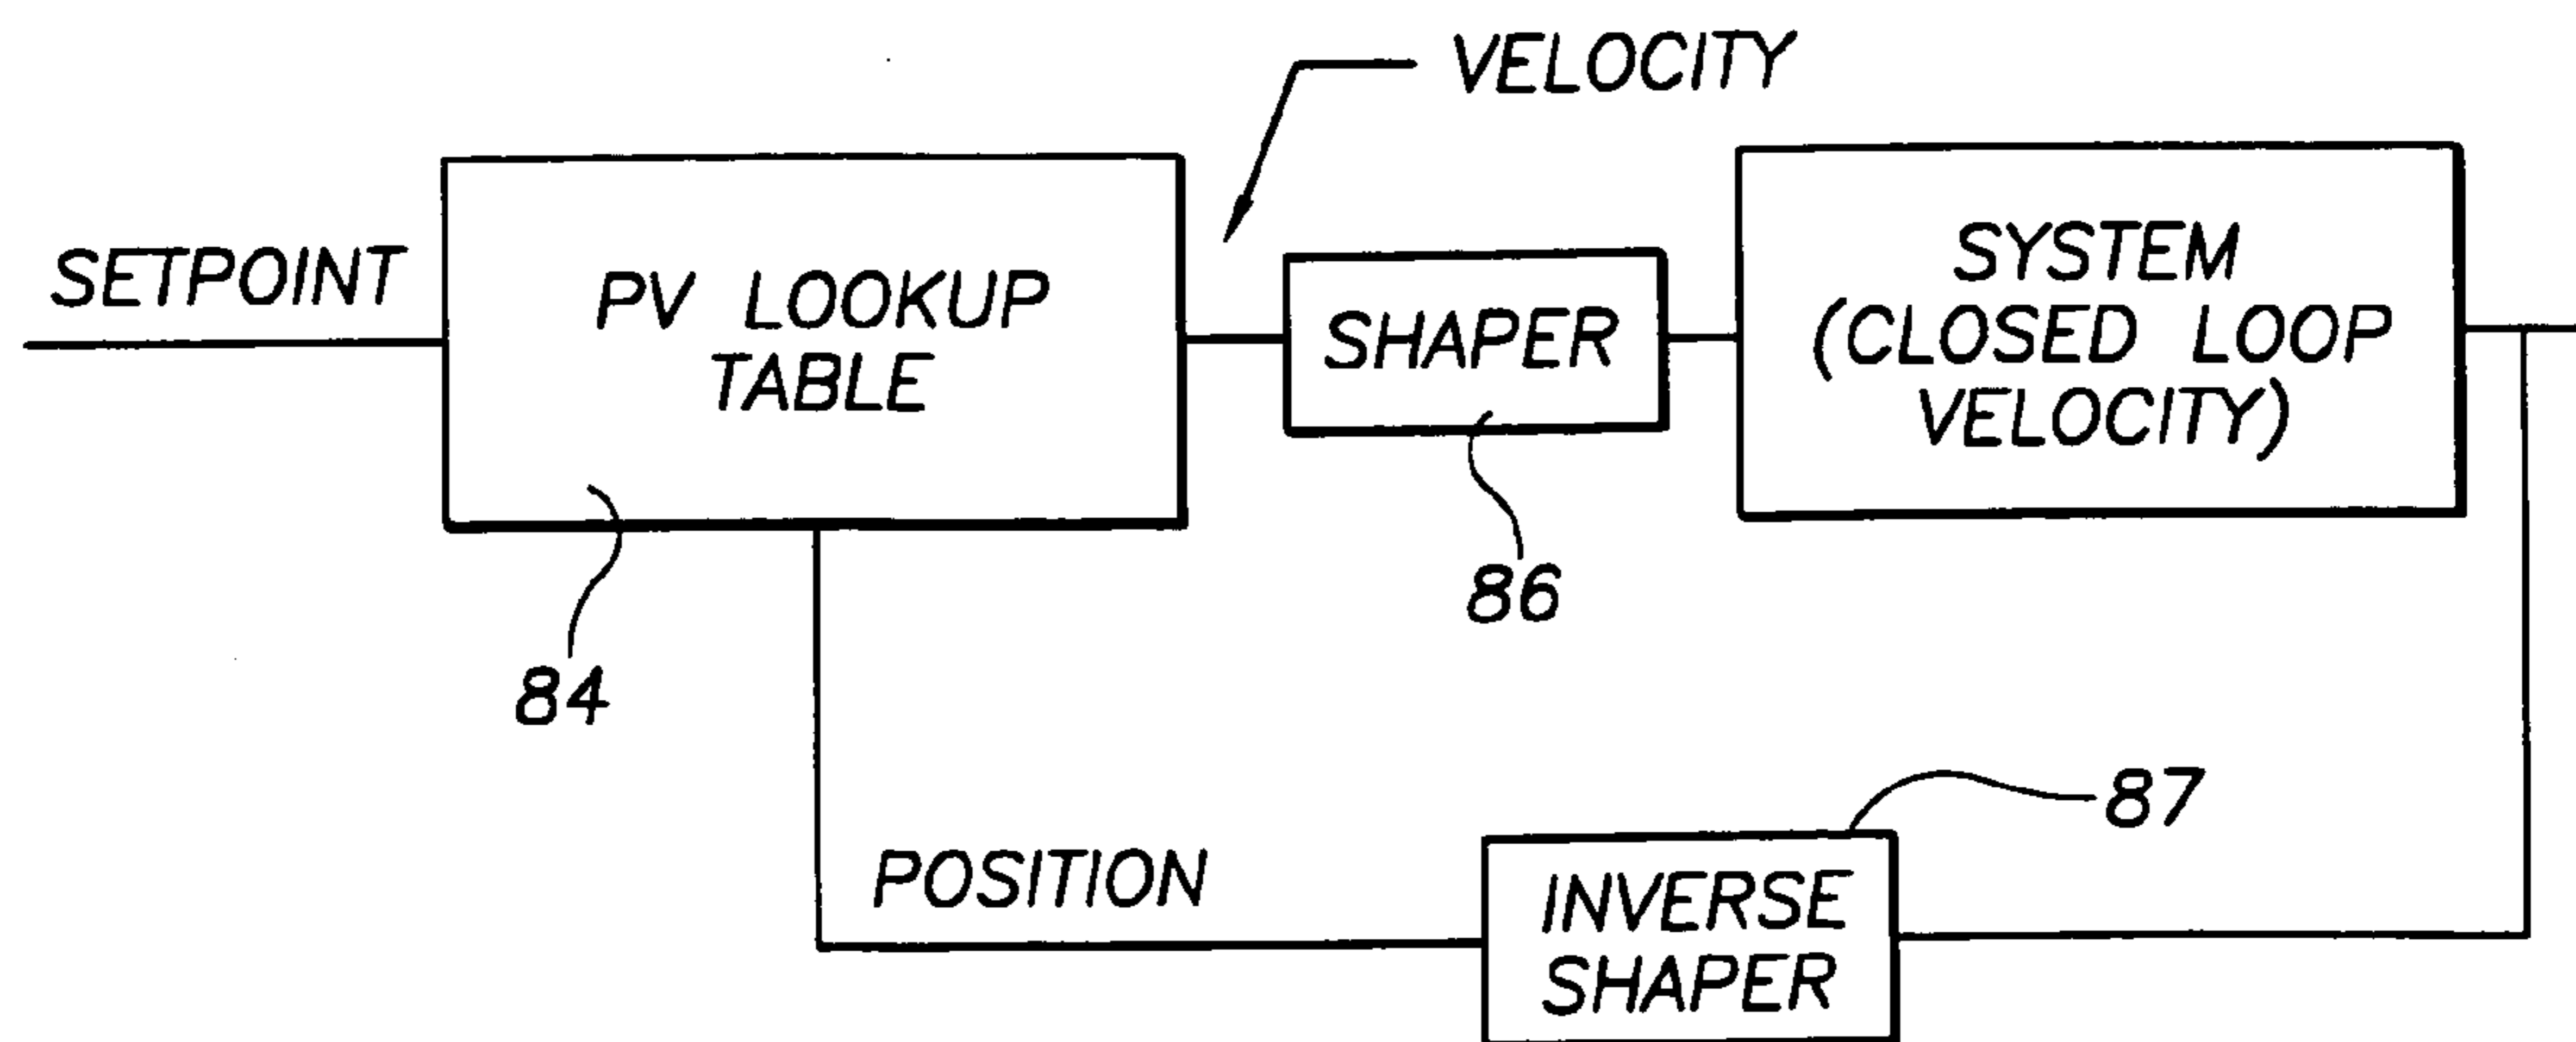 VELOCITY
SETPOINT
PV LOOKUP
TABLE
SHAPER
SYSTEM
(CLOSED LOOP
VELOCITY)
86
84
87
POSITION
INVERSE
SHAPER